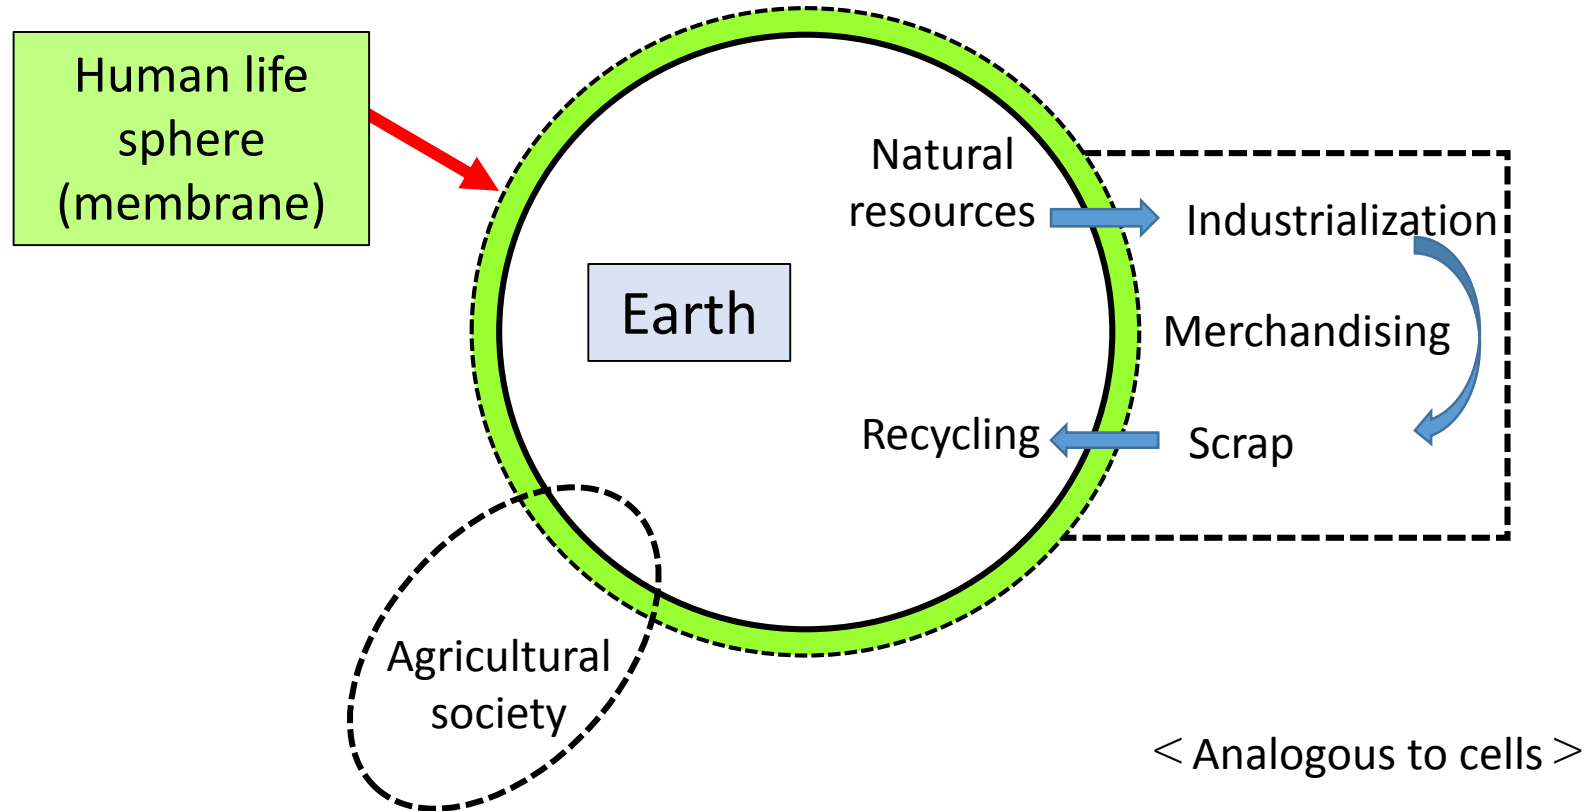 Human life
sphere
(membrane)
Natural
resources
Industrialization
Earth
Merchandising
Recycling
Scrap
Agricultural
society
< Analogous to cells >